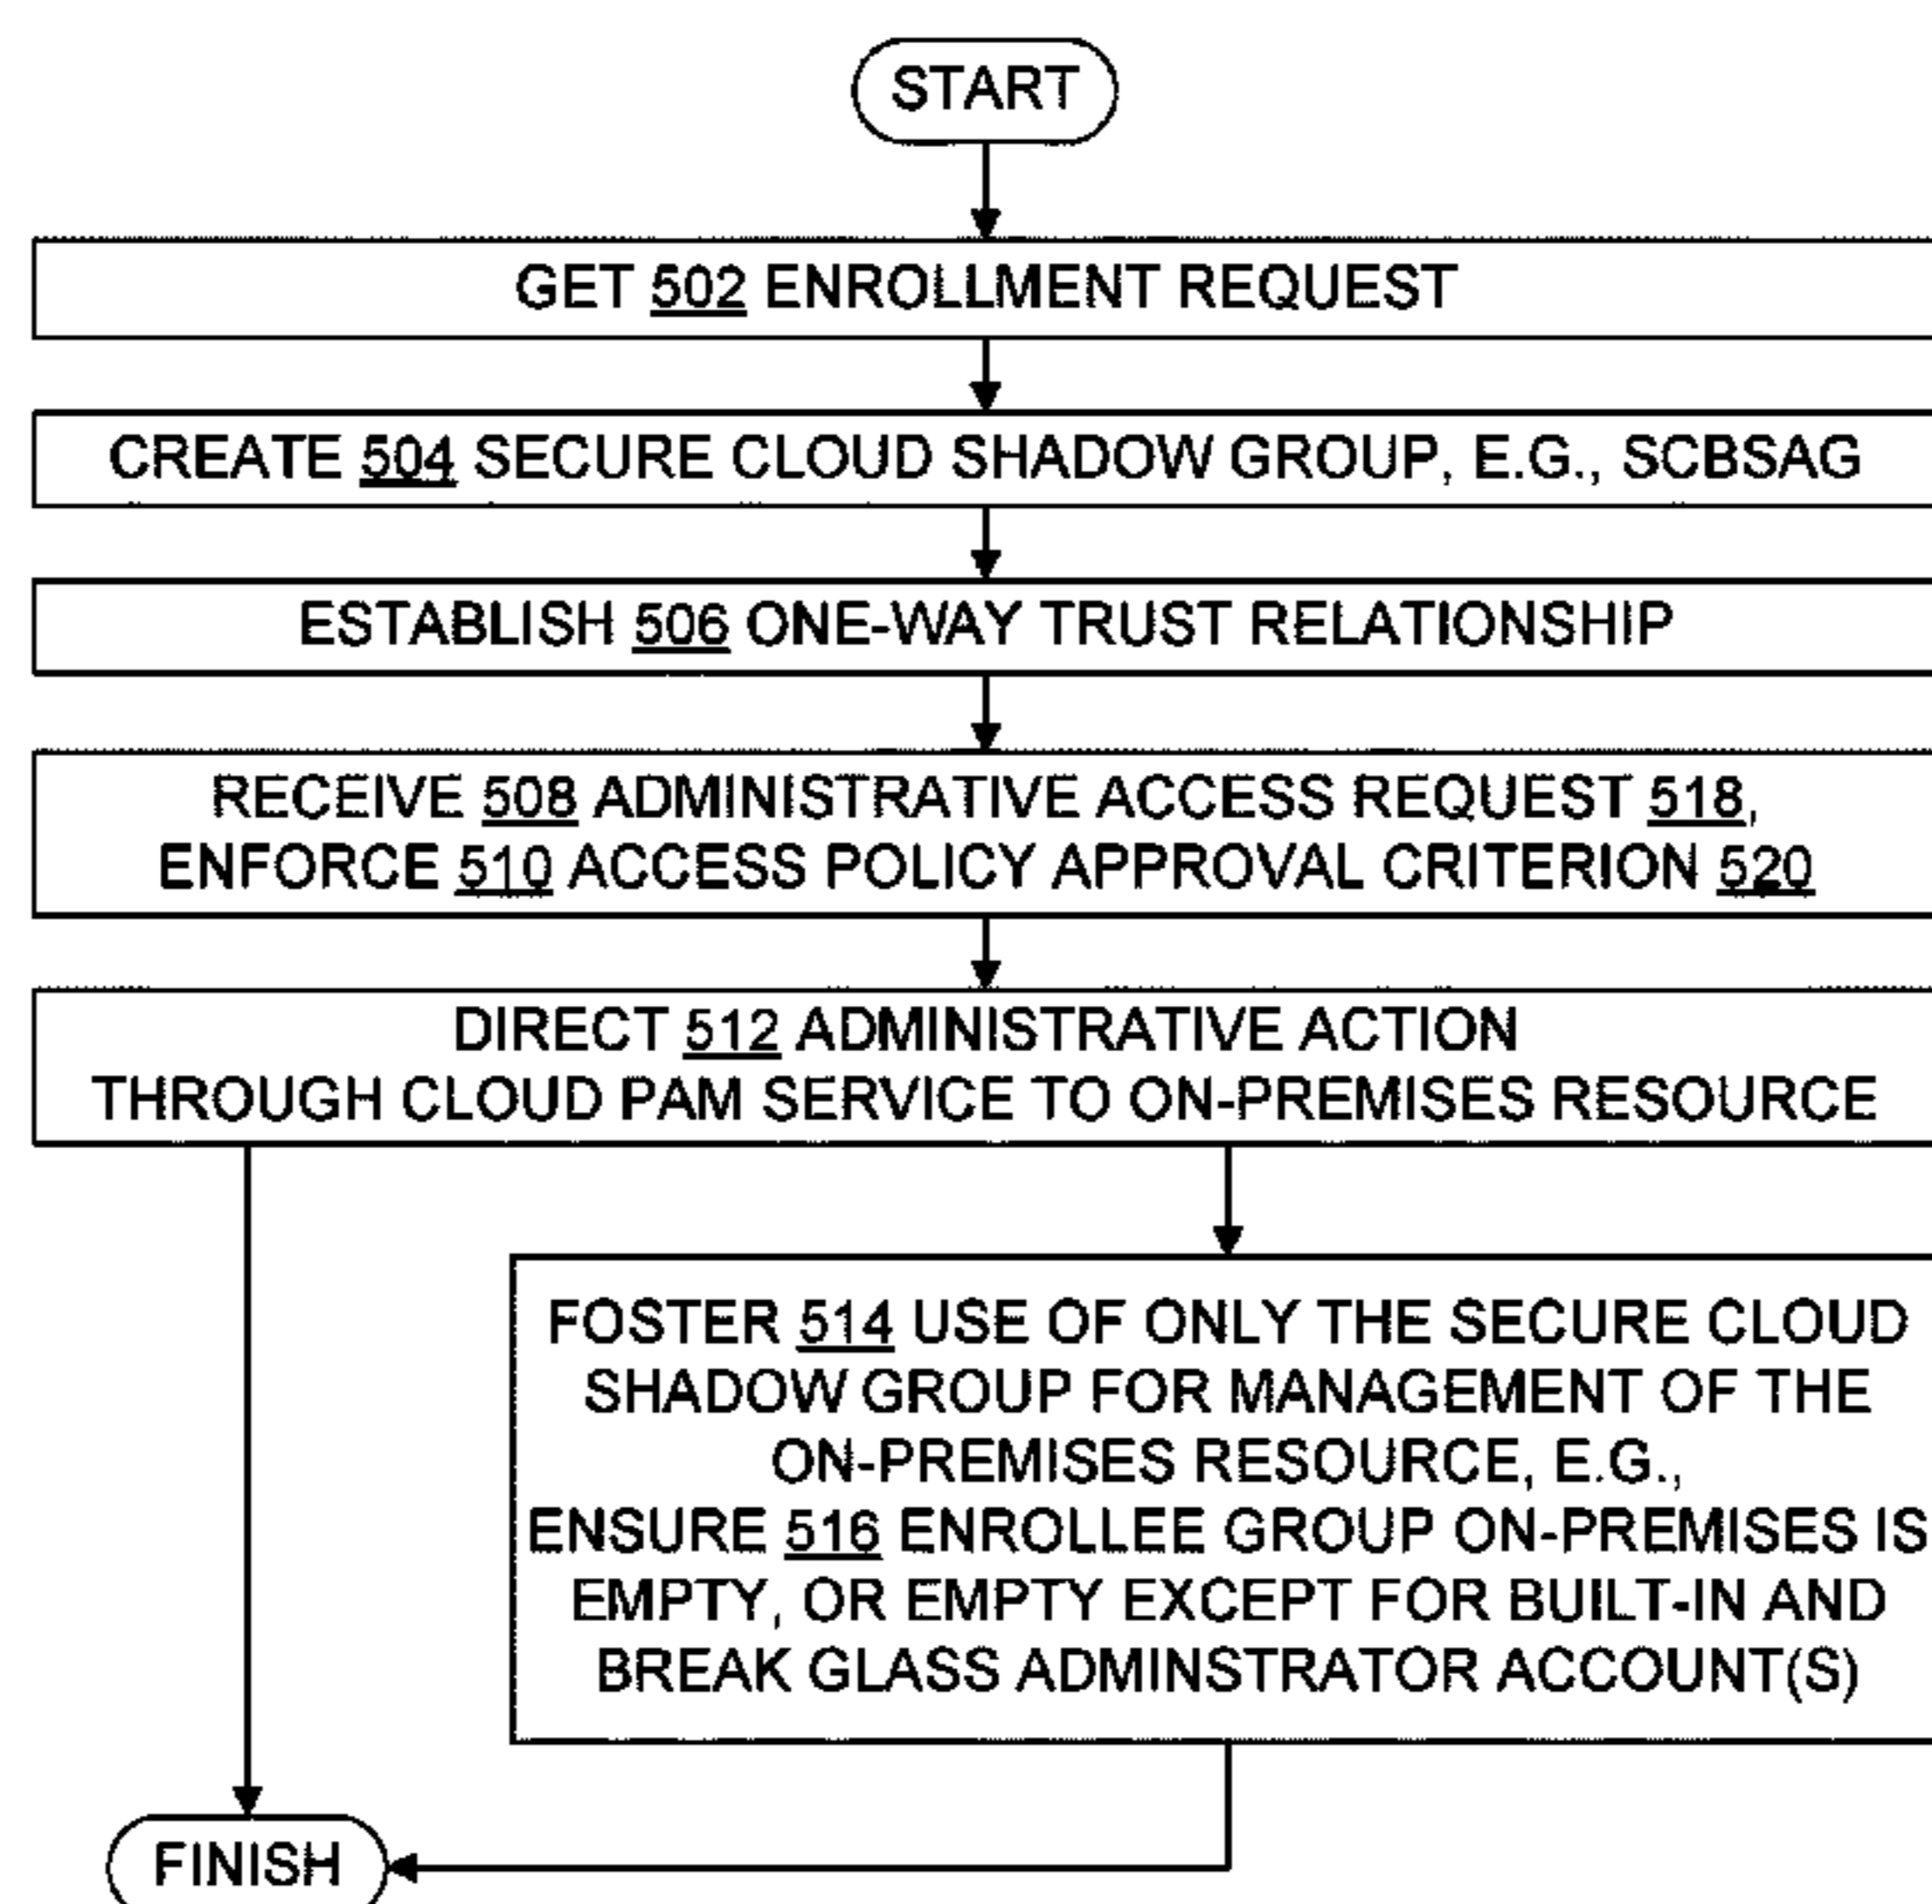 START
GET 502 ENROLLMENT REQUEST
CREATE 504 SECURE CLOUD SHADOW GROUP, E.G., SCBSAG
ESTABLISH 506 ONE-WAY TRUST RELATIONSHIP
RECEIVE 508 ADMINISTRATIVE ACCESS REQUEST 518,
ENFORCE 510 ACCESS POLICY APPROVAL CRITERION 520
DIRECT 512 ADMINISTRATIVE ACTION
THROUGH CLOUD PAM SERVICE TO ON-PREMISES RESOURCE
FOSTER 514 USE OF ONLY THE SECURE CLOUD
SHADOW GROUP FOR MANAGEMENT OF THE
ON-PREMISES RESOURCE, E.G.,
ENSURE 516 ENROLLEE GROUP ON-PREMISES IS
EMPTY, OR EMPTY EXCEPT FOR BUILT-IN AND
BREAK GLASS ADMINSTRATOR ACCOUNT(S)
FINISH